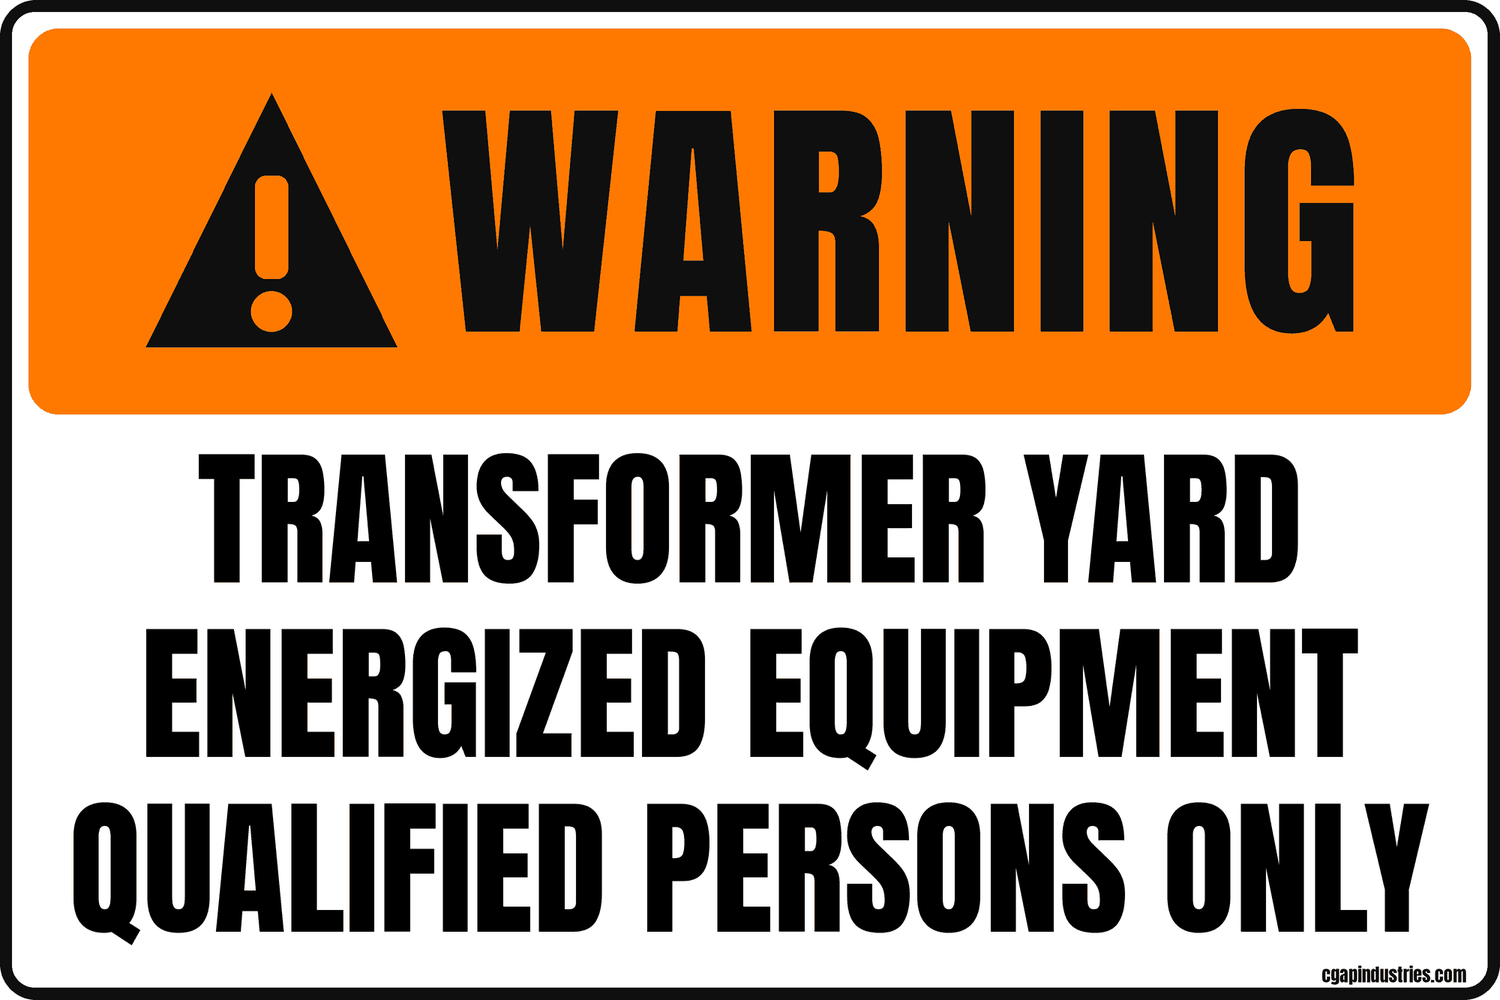 WARNING
TRANSFORMER YARD
ENERGIZED EQUIPMENT
QUALIFIED PERSONS ONLY
cgapindustries.com